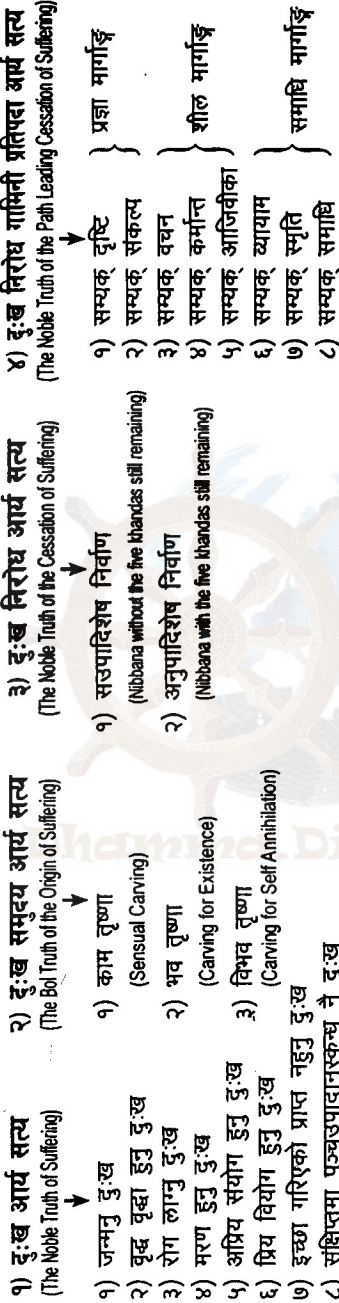 १) दुःख आर्य सत्य
(The Noble Truth of Suffering)
१) जन्मनु दुःख
२) वृद्ध वृद्धा हुनु दुःख
३) रोग लाग्नु दुःख
४) मरण हुनु दुःख
५) अप्रिय संयोग हुनु दुःख
६) प्रिय वियोग हुनु दुःख
७) इच्छा गरिएको प्राप्त नहुनु दुःख
८) संक्षिप्तमा पञ्चउपादानस्कन्ध नै दुःख
२) दुःख समुदय आर्य सत्य
(The Bol Truth of the Origin of Suffering)
१) काम तृष्णा
(Sensual Carving)
२) भव तृष्णा
(Carving for Existence)
३) विभव तृष्णा
(Carving for Self Annihilation)
३) दुःख निरोध आर्य सत्य
(The Noble Truth of the Cessation of Suffering)
१) सउपादिशेष निर्वाण
(Nibbana without the five khandas still remaining)
२) अनुपादिशेष निर्वाण
(Nibbana with the five khandas still remaining)
४) दुःख निरोध गामिनी प्रतिपदा आर्य सत्य
(The Noble Truth of the Path Leading Cessation of Suffering)
१) सम्यक् दृष्टि
२) सम्यक् संकल्प
प्रज्ञा मार्गाङ्ग
३) सम्यक् वचन
४) सम्यक् कर्मान्त
५) सम्यक् आजिवीका
शील मार्गाङ्ग
६) सम्यक् व्यायाम
७) सम्यक् स्मृति
८) सम्यक् समाधि
समाधि मार्गाङ्ग
Dhamma.Di